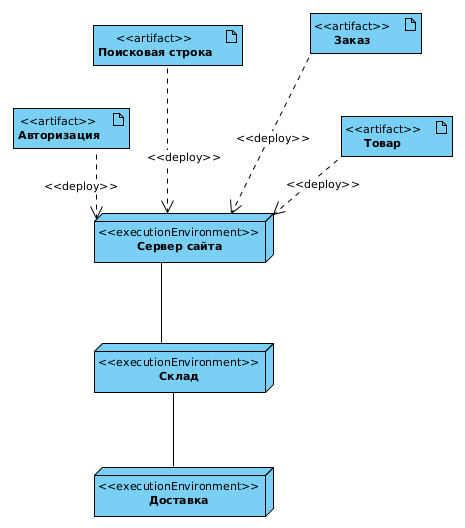 <<artifact>>
Заказ
<<artifact>>
Поисковая строка
<<artifact>>
Авторизация
<<artifact>>
Товар
<<deploy>>
<<deploy>>
<<deploy>>
<<deploy>>
<<executionEnvironment>>
Сервер сайта
<<executionEnvironment>>
Склад
<<executionEnvironment>>
Доставка